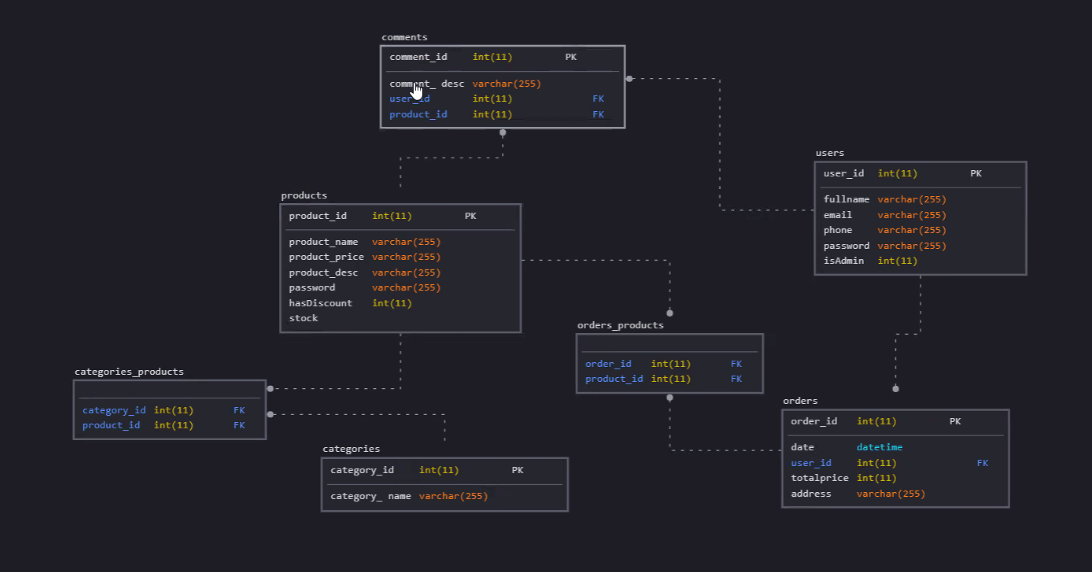 comments
comment_id int(11) PK
comment_ desc varchar(255)
user_id int(11) FK
product_id int(11) FK
users
user_id int(11) PK
fullname varchar(255)
email varchar(255)
phone varchar(255)
password varchar(255)
isAdmin int(11)
products
product_id int(11) PK
product_name varchar(255)
product_price varchar(255)
product_desc varchar(255)
password varchar(255)
hasDiscount int(11)
stock
orders_products
order_id int(11) FK
product_id int(11) FK
categories_products
category_id int(11) FK
product_id int(11) FK
orders
order_id int(11) PK
date datetime
user_id int(11) FK
totalprice int(11)
address varchar(255)
categories
category_id int(11) PK
category_ name varchar(255)